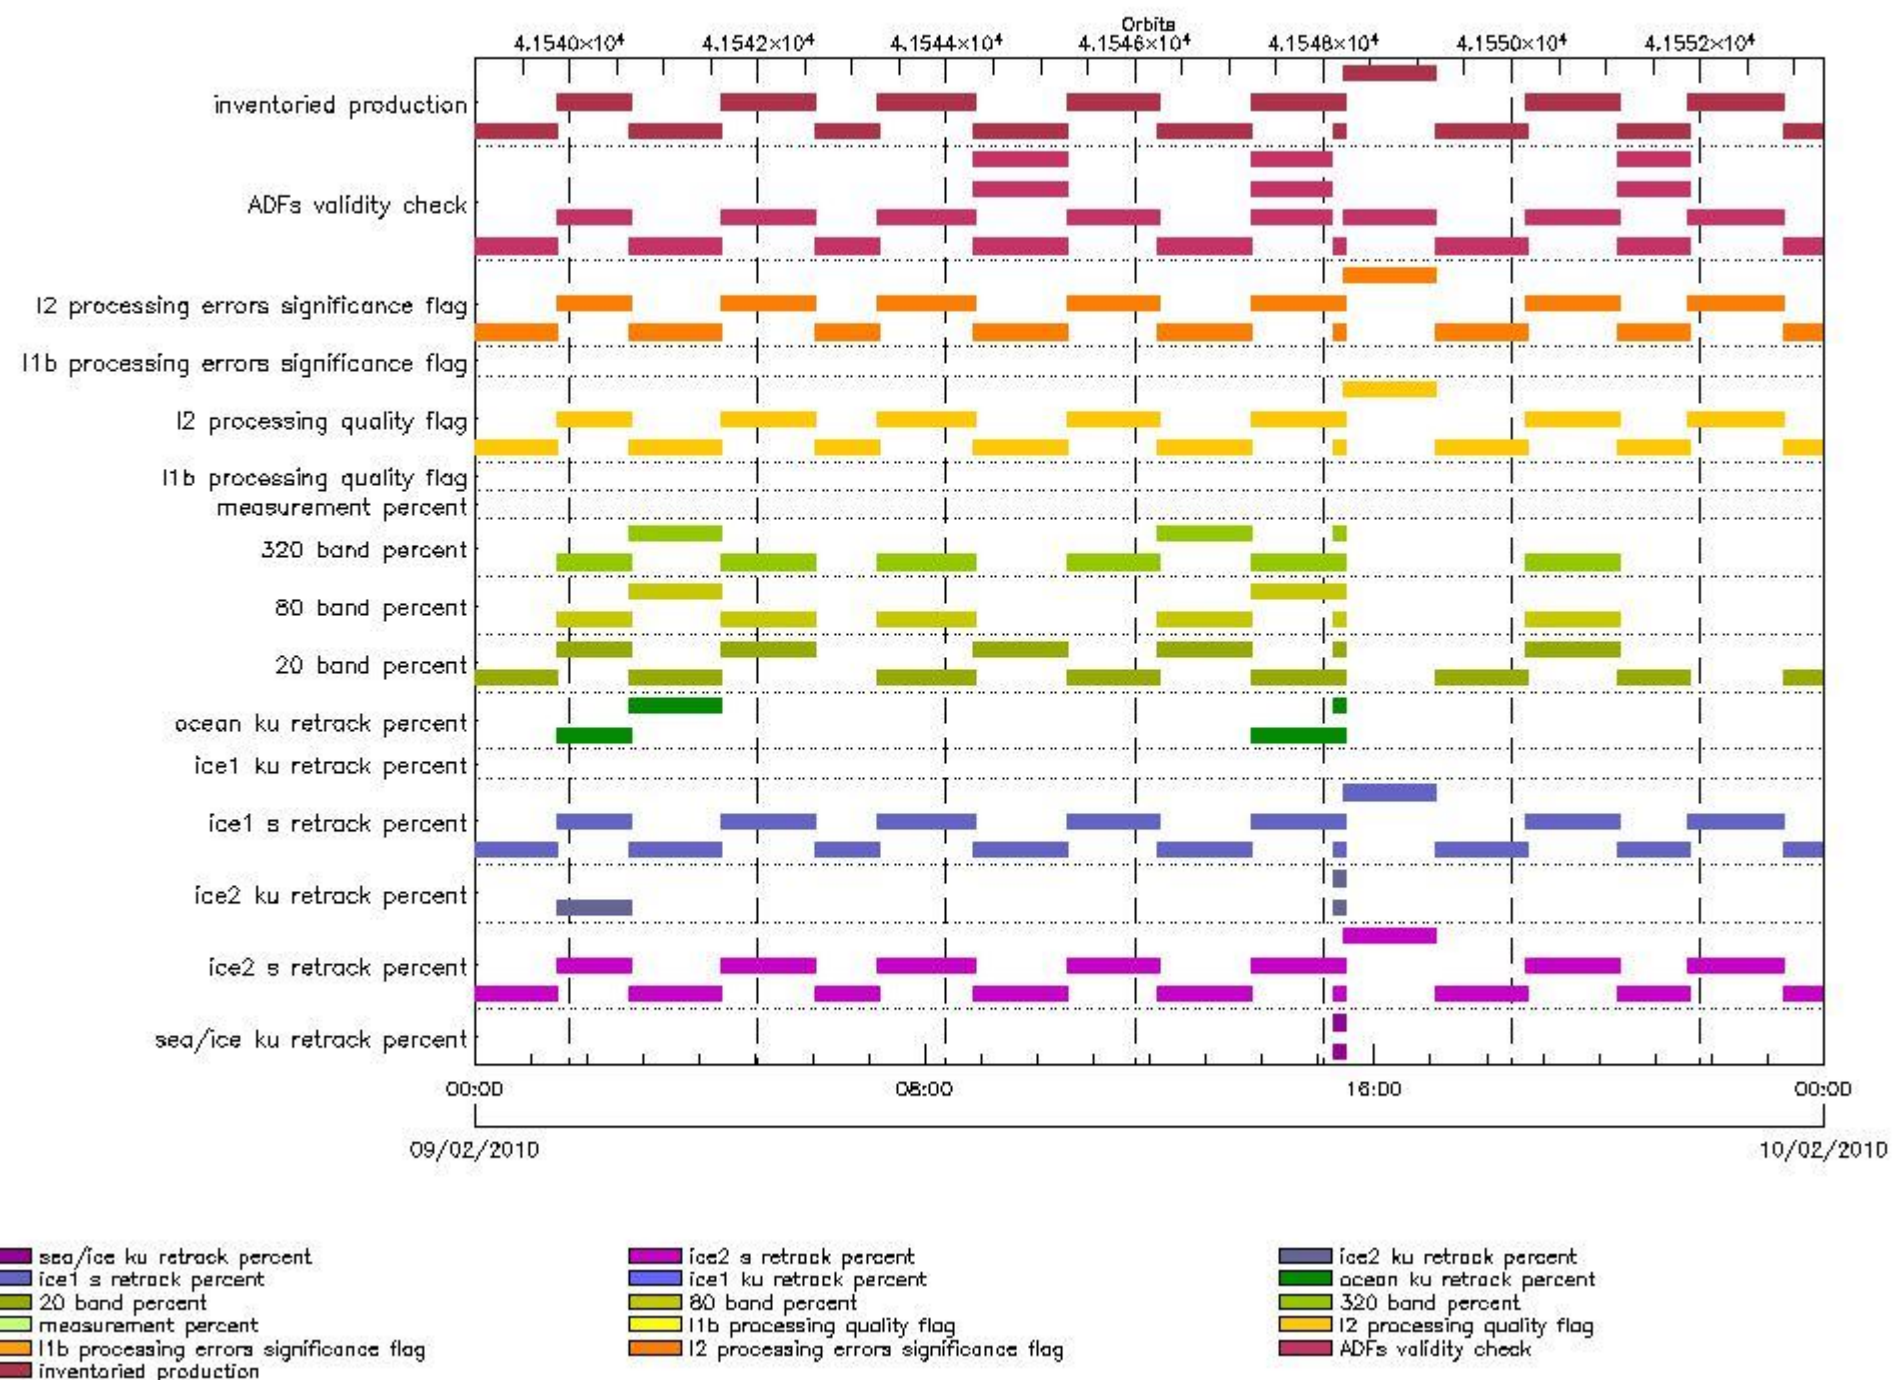 Orbits
4.1540×10⁴ 4.1542×10⁴ 4.1544×10⁴ 4.1546×10⁴ 4.1548×10⁴ 4.1550×10⁴ 4.1552×10⁴
inventoried production
ADFs validity check
l2 processing errors significance flag
l1b processing errors significance flag
l2 processing quality flag
l1b processing quality flag
measurement percent
320 band percent
80 band percent
20 band percent
ocean ku retrack percent
ice1 ku retrack percent
ice1 s retrack percent
ice2 ku retrack percent
ice2 s retrack percent
sea/ice ku retrack percent
00:00 08:00 16:00 00:00
09/02/2010 10/02/2010
sea/ice ku retrack percent ice2 s retrack percent ice2 ku retrack percent
ice1 s retrack percent ice1 ku retrack percent ocean ku retrack percent
20 band percent 80 band percent 320 band percent
measurement percent l1b processing quality flag l2 processing quality flag
l1b processing errors significance flag l2 processing errors significance flag ADFs validity check
inventoried production